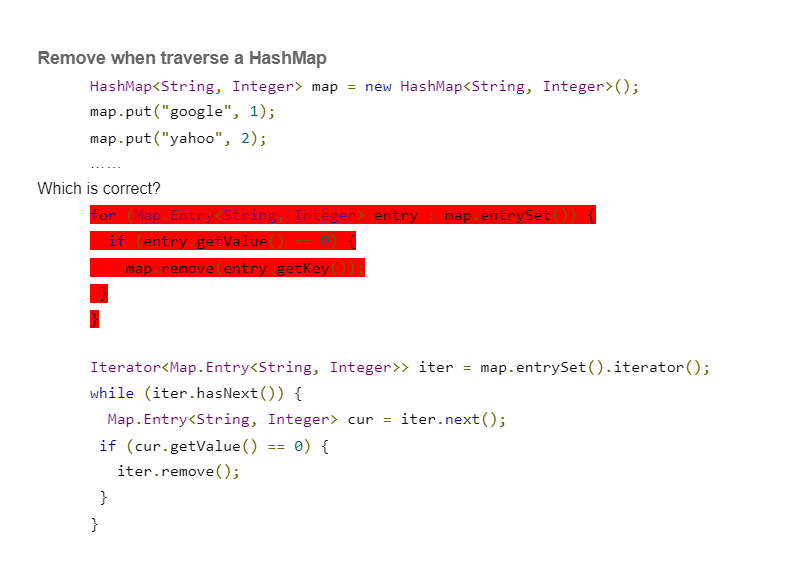 Remove when traverse a HashMap
HashMap<String, Integer> map = new HashMap<String, Integer>();
map.put("google", 1);
map.put("yahoo", 2);
......
Which is correct?
for (Map.Entry<String, Integer> entry : map.entrySet()) {
if (entry.getValue() == 0) {
map.remove(entry.getKey());
}
}
Iterator<Map.Entry<String, Integer>> iter = map.entrySet().iterator();
while (iter.hasNext()) {
Map.Entry<String, Integer> cur = iter.next();
if (cur.getValue() == 0) {
iter.remove();
}
}